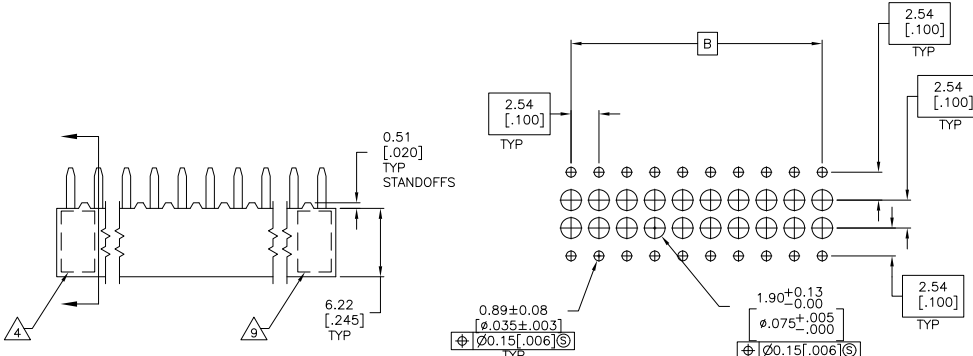 2.54
[.100]
TYP
B
2.54
[.100]
TYP
2.54
[.100]
TYP
0.51
[.020]
TYP
STANDOFFS
6.22
[.245]
TYP
4
9
0.89±0.08
[ø.035±.003]
⌖ Ø0.15[.006]Ⓢ
TYP
1.90+0.13
-0.00
ø.075+.005
-.000
⌖ Ø0.15[.006]Ⓢ
2.54
[.100]
TYP